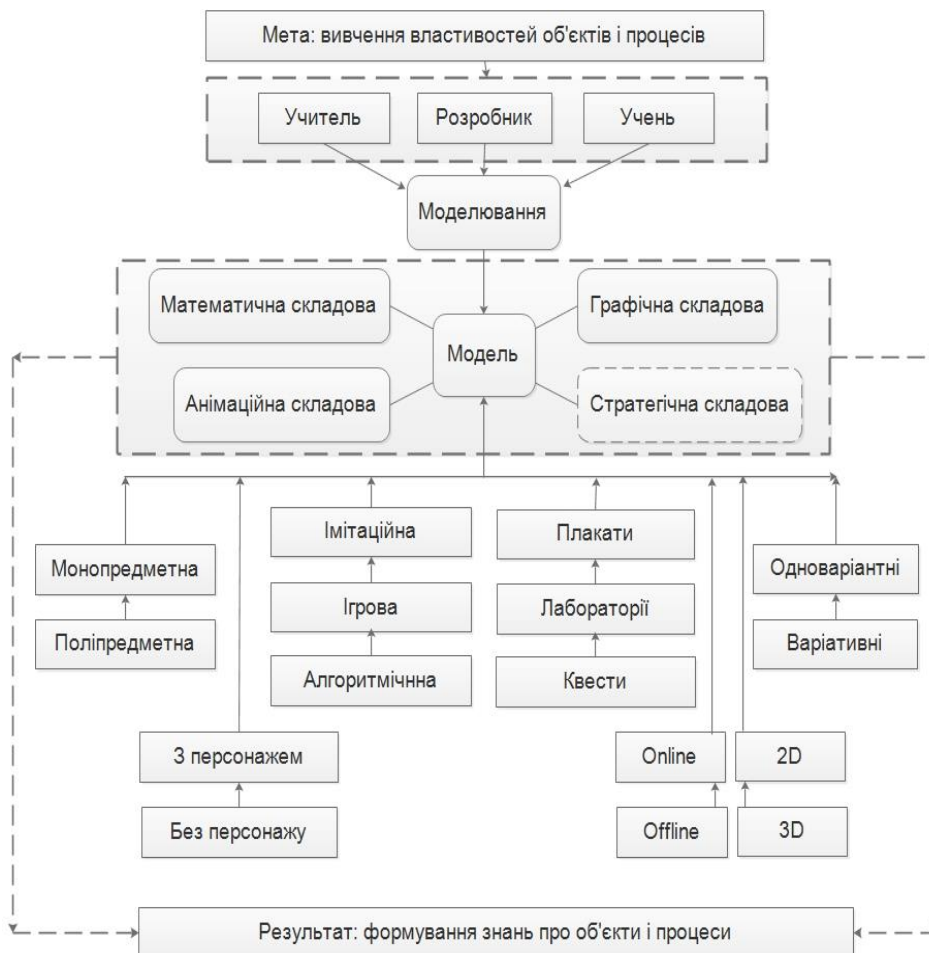 Мета: вивчення властивостей об'єктів і процесів
Учитель
Розробник
Учень
Моделювання
Математична складова
Графічна складова
Модель
Анімаційна складова
Стратегічна складова
Імітаційна
Плакати
Монопредметна
Одноваріантні
Ігрова
Лабораторії
Поліпредметна
Варіативні
Алгоритмічнна
Квести
З персонажем
Online
2D
Без персонажу
Offline
3D
Результат: формування знань про об'єкти і процеси